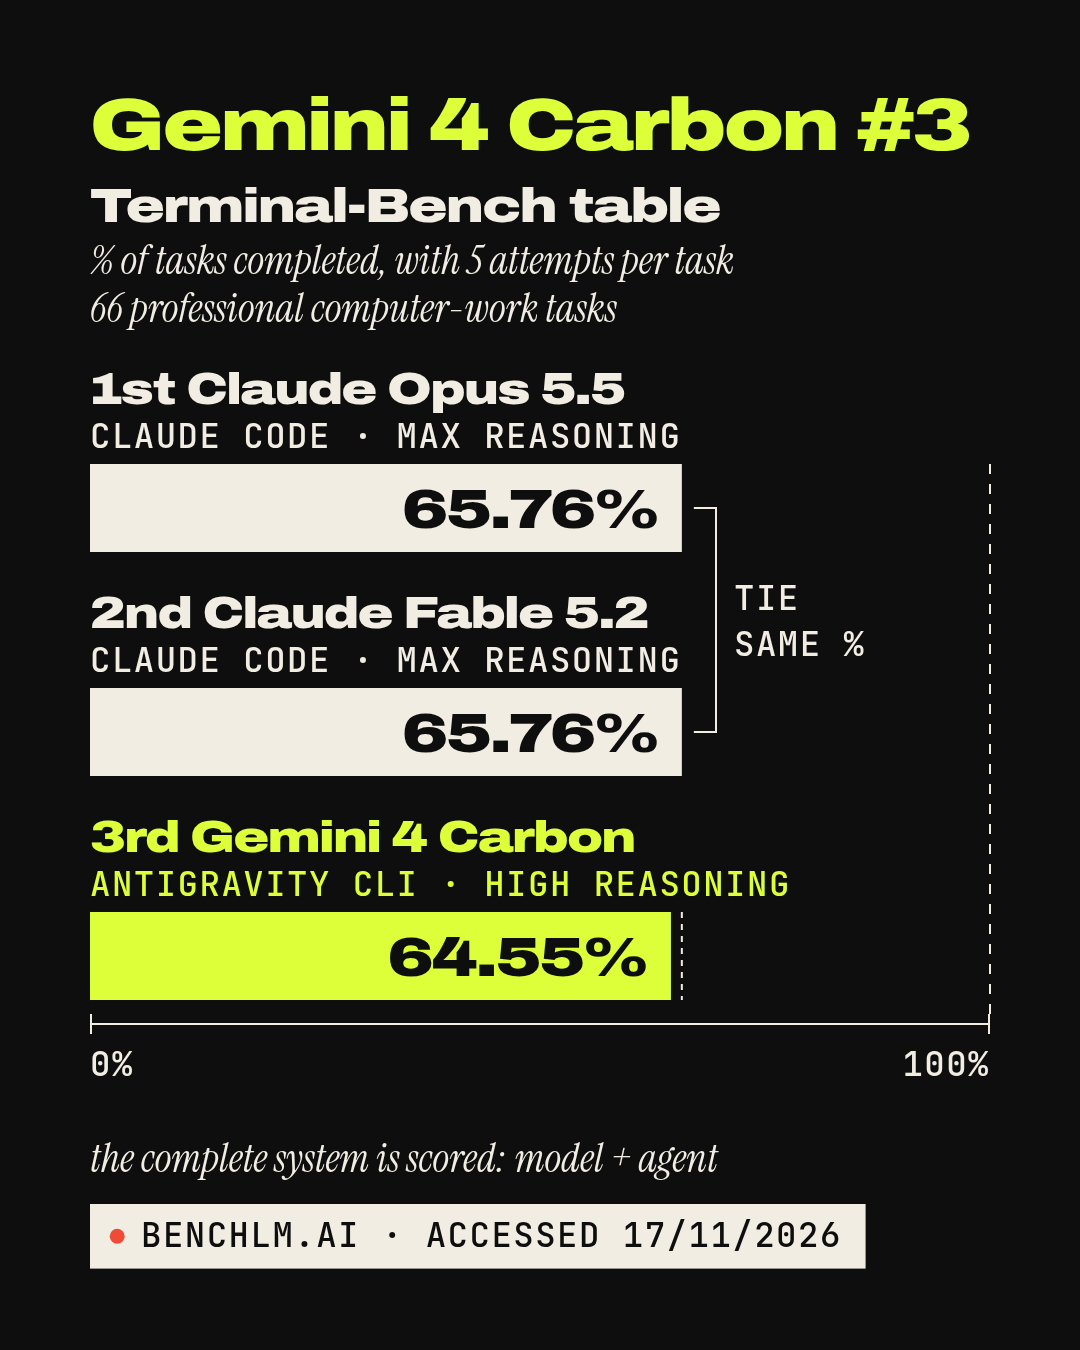 Gemini 4 Carbon #3
Terminal-Bench table
% of tasks completed, with 5 attempts per task
66 professional computer-work tasks
1st Claude Opus 5.5
CLAUDE CODE · MAX REASONING
65.76%
2nd Claude Fable 5.2
CLAUDE CODE · MAX REASONING
65.76%
TIE
SAME %
3rd Gemini 4 Carbon
ANTIGRAVITY CLI · HIGH REASONING
64.55%
0%
100%
the complete system is scored: model + agent
BENCHLM.AI · ACCESSED 17/11/2026